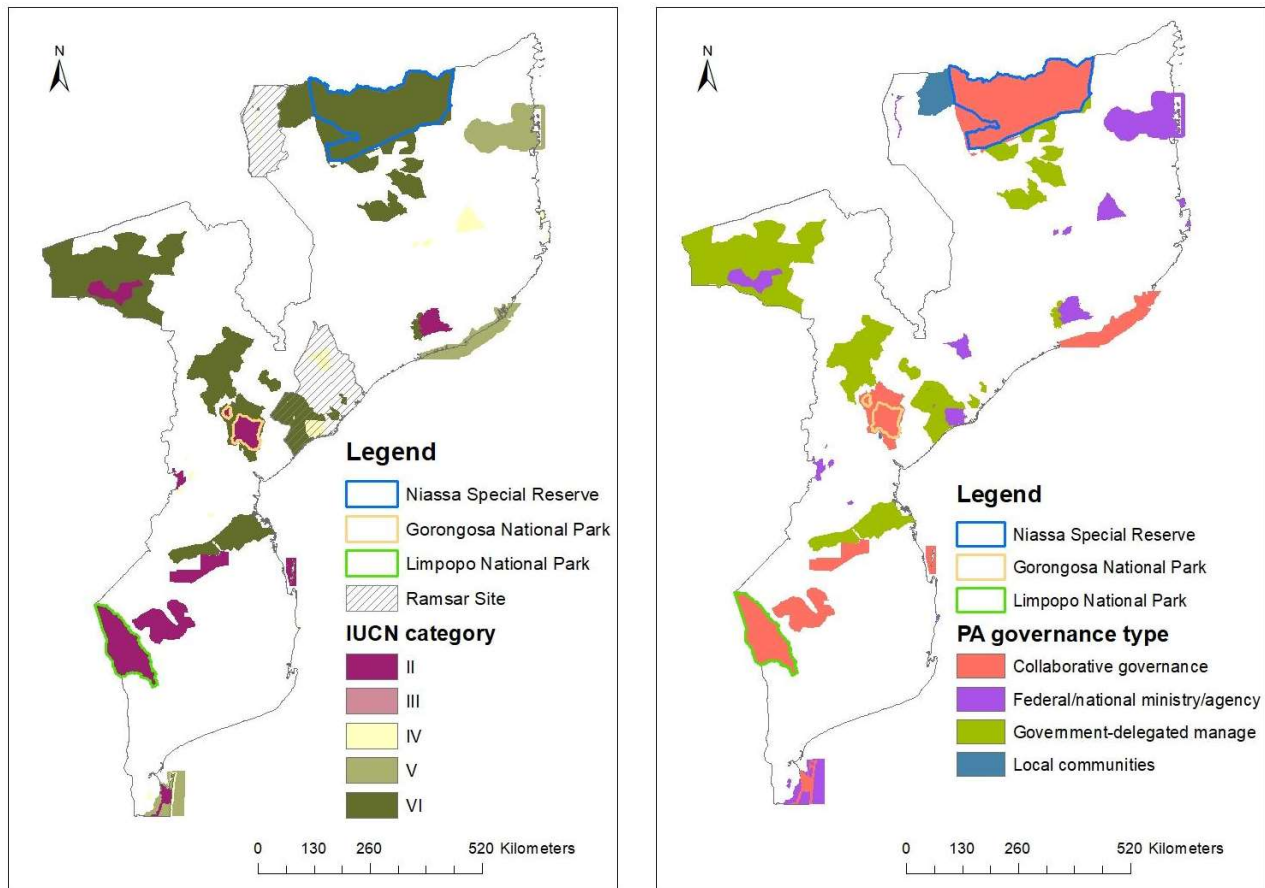 N
Legend
Niassa Special Reserve
Gorongosa National Park
Limpopo National Park
Ramsar Site
IUCN category
II
III
IV
V
VI
0 130 260 520 Kilometers
N
Legend
Niassa Special Reserve
Gorongosa National Park
Limpopo National Park
PA governance type
Collaborative governance
Federal/national ministry/agency
Government-delegated manage
Local communities
0 130 260 520 Kilometers